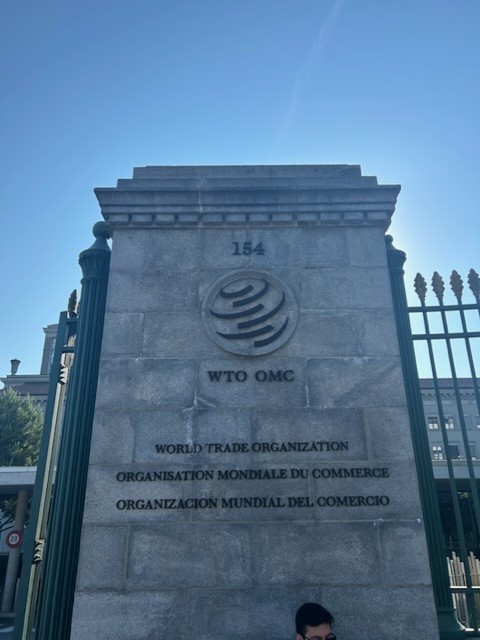 154
WTO OMC
WORLD TRADE ORGANIZATION
ORGANISATION MONDIALE DU COMMERCE
ORGANIZACION MUNDIAL DEL COMERCIO